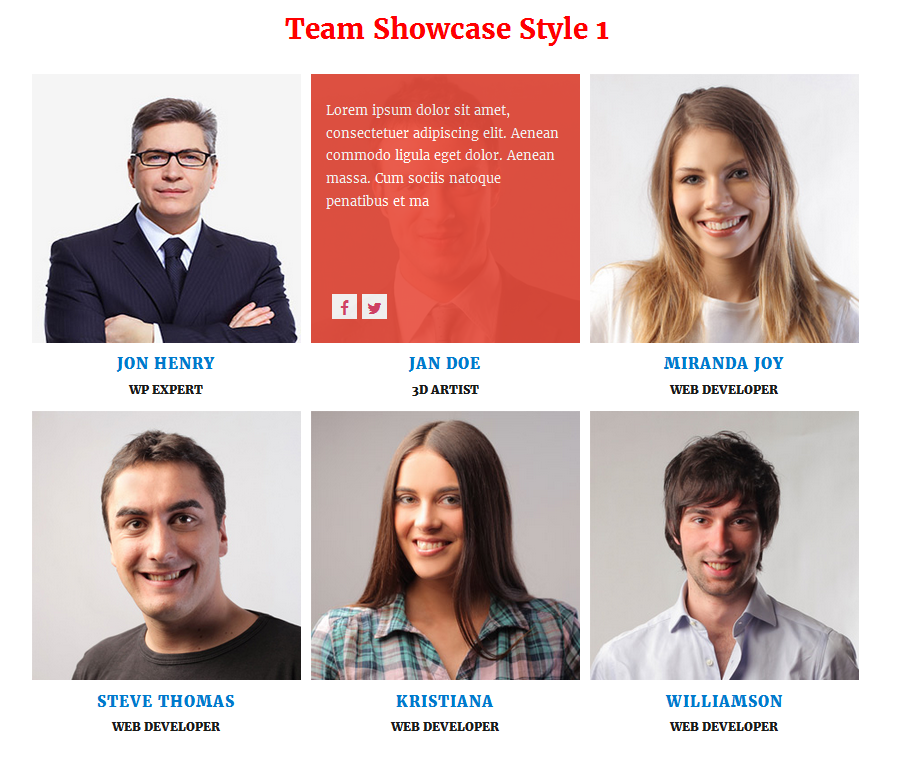 Team Showcase Style 1
Lorem ipsum dolor sit amet,
consectetuer adipiscing elit. Aenean
commodo ligula eget dolor. Aenean
massa. Cum sociis natoque
penatibus et ma
JON HENRY
WP EXPERT
JAN DOE
3D ARTIST
MIRANDA JOY
WEB DEVELOPER
STEVE THOMAS
WEB DEVELOPER
KRISTIANA
WEB DEVELOPER
WILLIAMSON
WEB DEVELOPER